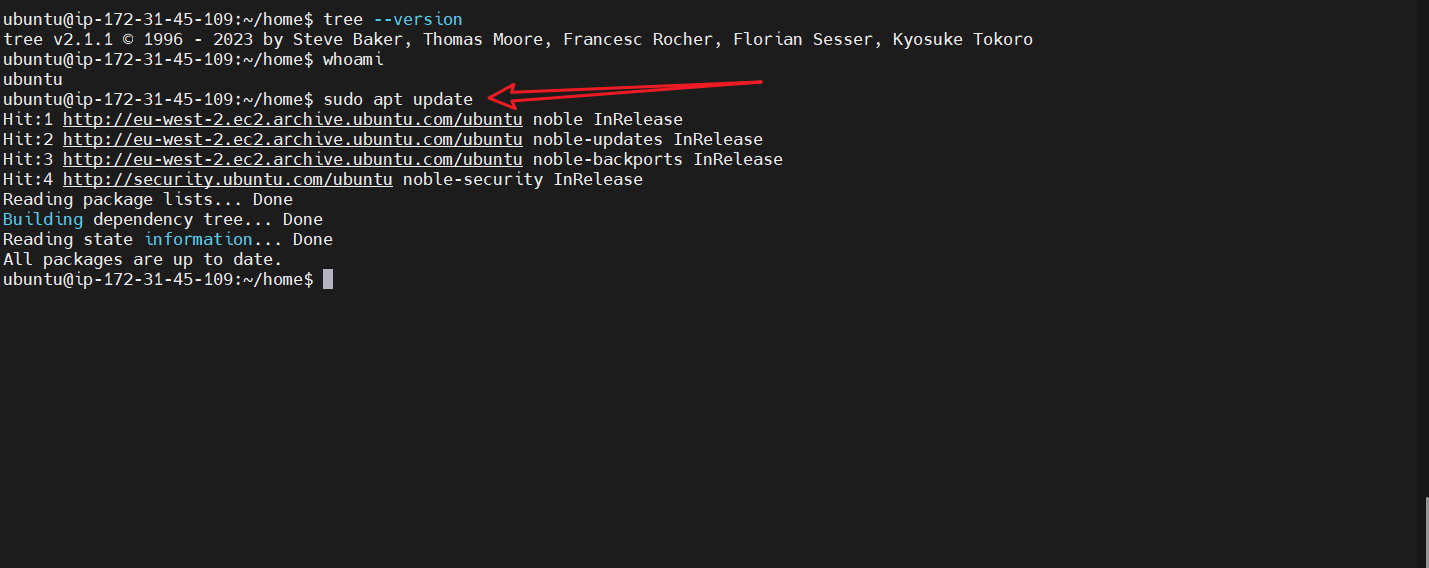 ubuntu@ip-172-31-45-109:~/home$ tree --version
tree v2.1.1 © 1996 - 2023 by Steve Baker, Thomas Moore, Francesc Rocher, Florian Sesser, Kyosuke Tokoro
ubuntu@ip-172-31-45-109:~/home$ whoami
ubuntu
ubuntu@ip-172-31-45-109:~/home$ sudo apt update
Hit:1 http://eu-west-2.ec2.archive.ubuntu.com/ubuntu noble InRelease
Hit:2 http://eu-west-2.ec2.archive.ubuntu.com/ubuntu noble-updates InRelease
Hit:3 http://eu-west-2.ec2.archive.ubuntu.com/ubuntu noble-backports InRelease
Hit:4 http://security.ubuntu.com/ubuntu noble-security InRelease
Reading package lists... Done
Building dependency tree... Done
Reading state information... Done
All packages are up to date.
ubuntu@ip-172-31-45-109:~/home$